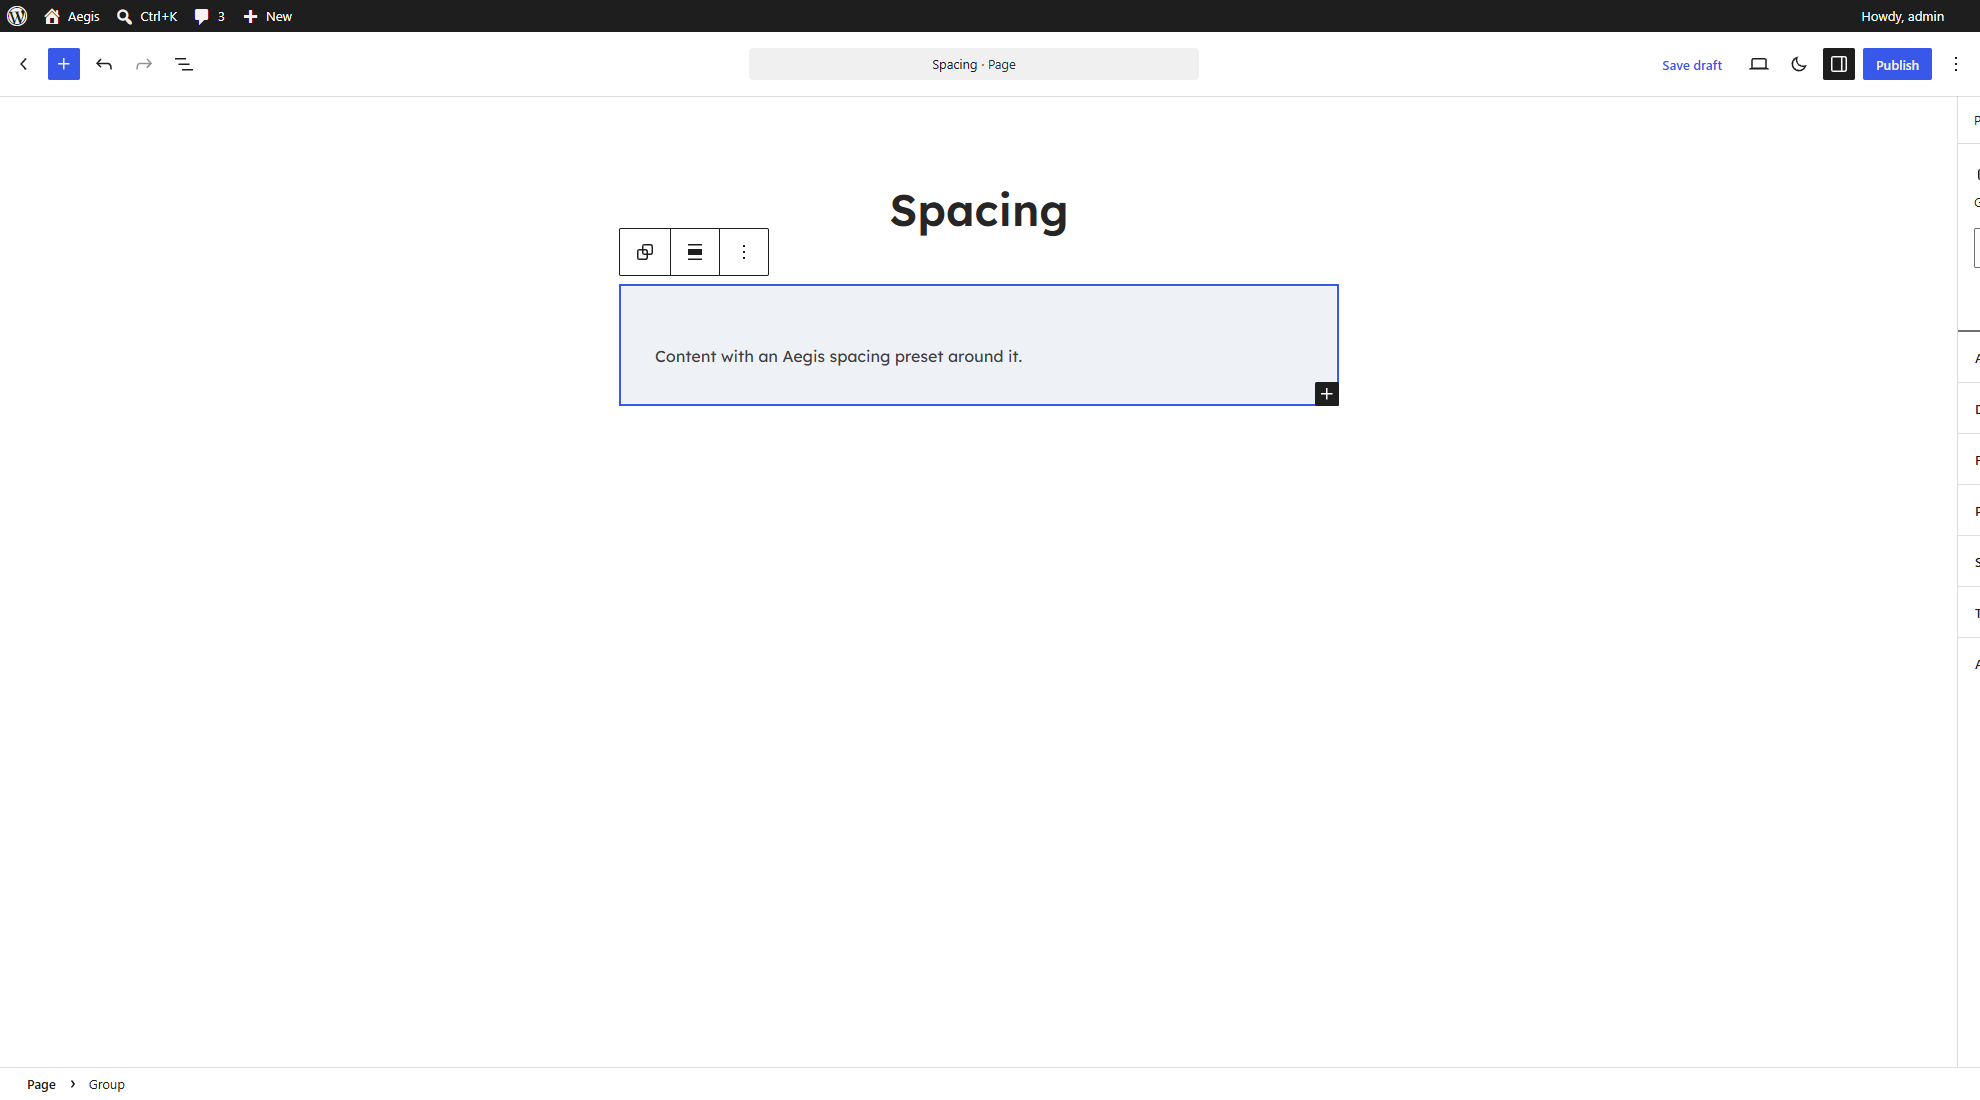 Aegis Ctrl+K 3 New Howdy, admin
Spacing · Page Save draft Publish
Spacing
Content with an Aegis spacing preset around it.
Page › Group